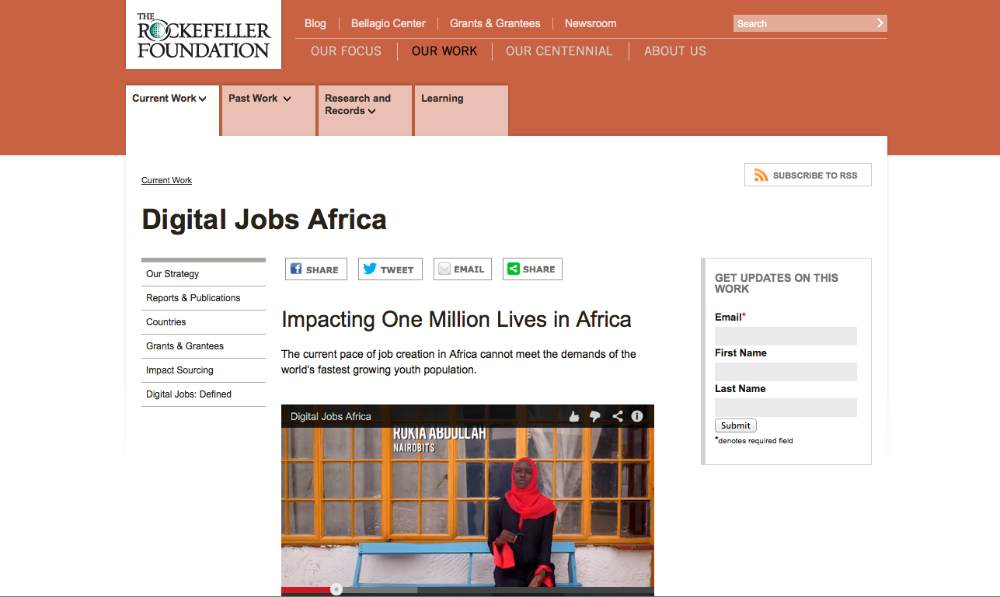 THE
ROCKEFELLER
FOUNDATION
Blog
Bellagio Center
Grants & Grantees
Newsroom
Search
OUR FOCUS
OUR WORK
OUR CENTENNIAL
ABOUT US
Current Work
Past Work
Research and
Records
Learning
Current Work
SUBSCRIBE TO RSS
Digital Jobs Africa
Our Strategy
Reports & Publications
Countries
Grants & Grantees
Impact Sourcing
Digital Jobs: Defined
SHARE
TWEET
EMAIL
SHARE
Impacting One Million Lives in Africa
The current pace of job creation in Africa cannot meet the demands of the
world’s fastest growing youth population.
Digital Jobs Africa
RUKIA ABDULLAH
NAIROBITS
GET UPDATES ON THIS
WORK
Email*
First Name
Last Name
Submit
*denotes required field